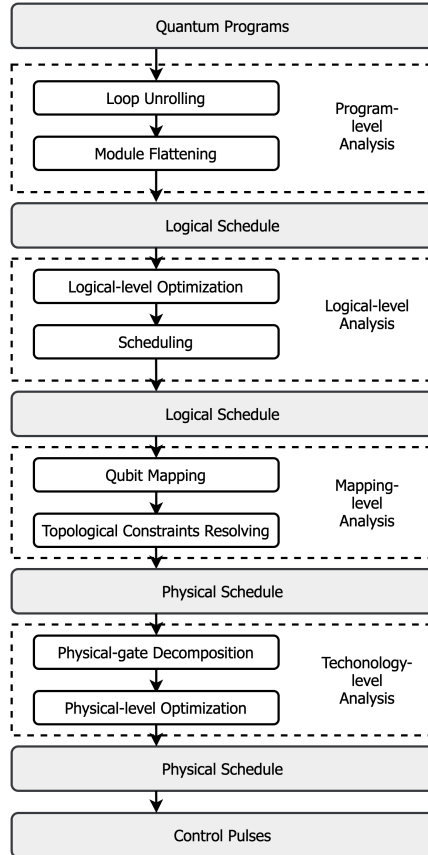 Quantum Programs
Loop Unrolling
Module Flattening
Program-
level
Analysis
Logical Schedule
Logical-level Optimization
Scheduling
Logical-level
Analysis
Logical Schedule
Qubit Mapping
Topological Constraints Resolving
Mapping-
level
Analysis
Physical Schedule
Physical-gate Decomposition
Physical-level Optimization
Techonology-
level
Analysis
Physical Schedule
Control Pulses